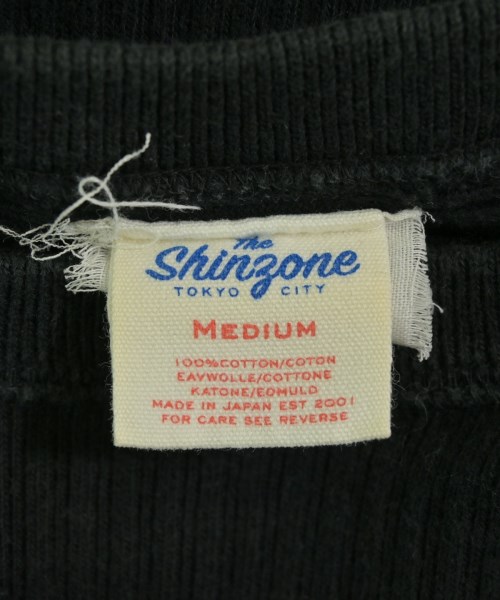 The
Shinzone
TOKYO CITY
MEDIUM
100%COTTON/COTON
EAVWOLLE/COTTONE
KATONE/EOMULD
MADE IN JAPAN EST 2001
FOR CARE SEE REVERSE